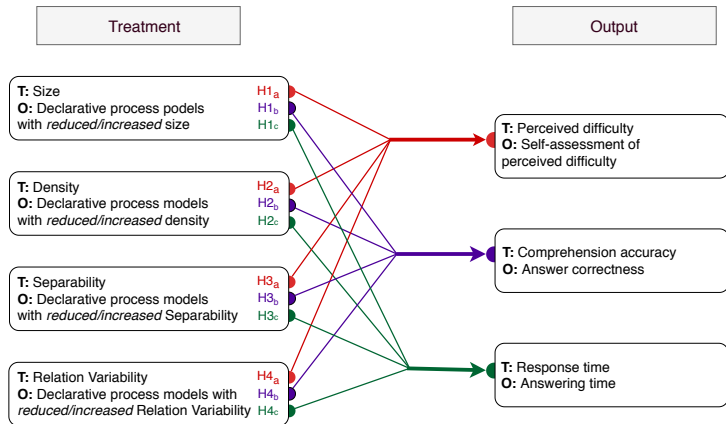 Treatment
Output
T: Size
H1a
O: Declarative process podels
H1b
with reduced/increased size
H1c
T: Density
H2a
O: Declarative process models
H2b
with reduced/increased density
H2c
T: Separability
H3a
O: Declarative process models
H3b
with reduced/increased Separability
H3c
T: Relation Variability
H4a
O: Declarative process models with
H4b
reduced/increased Relation Variability
H4c
T: Perceived difficulty
O: Self-assessment of
perceived difficulty
T: Comprehension accuracy
O: Answer correctness
T: Response time
O: Answering time